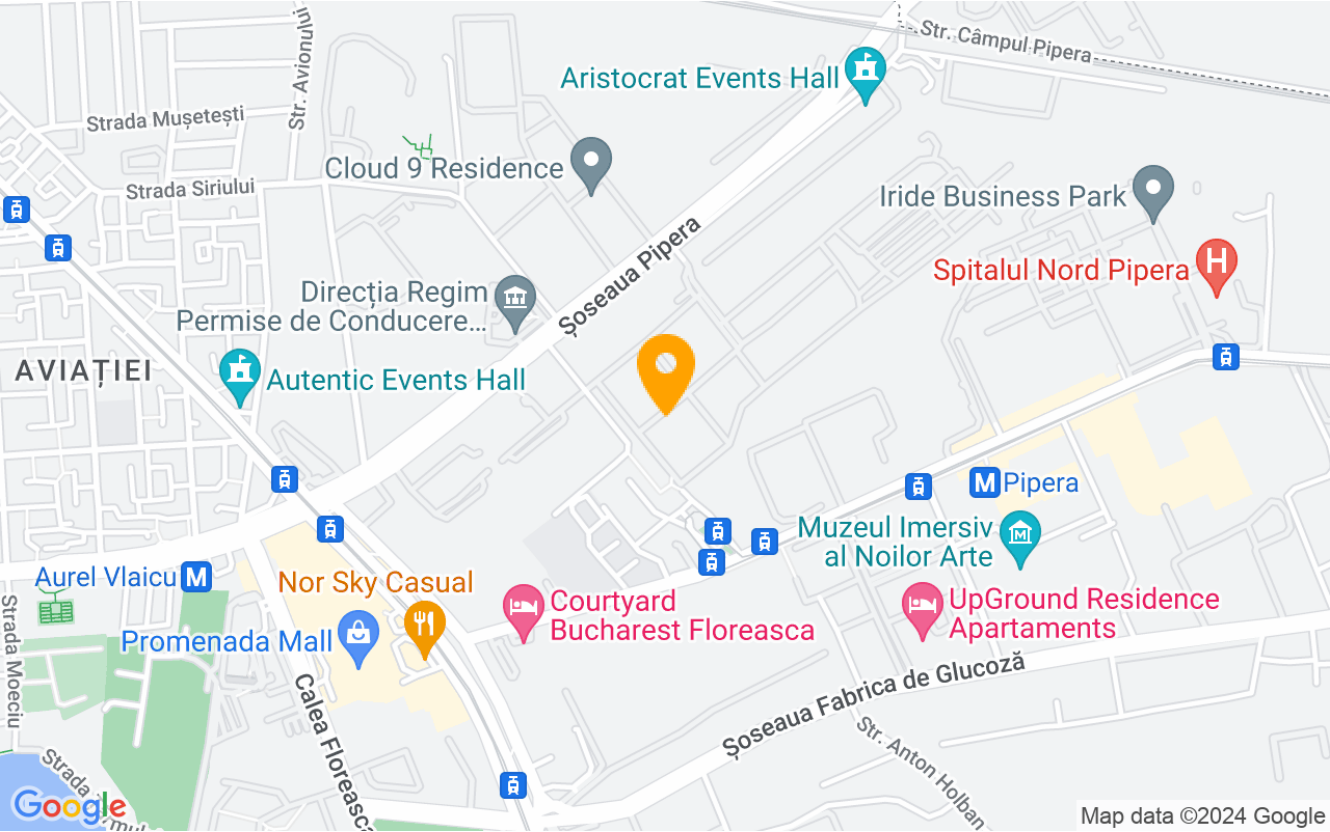 Str. Câmpul Pipera
Str. Avionului
Aristocrat Events Hall
Strada Mușetești
Cloud 9 Residence
Strada Siriului
Iride Business Park
Șoseaua Pipera
Spitalul Nord Pipera
H
Direcția Regim
Permise de Conducere...
AVIAȚIEI
Autentic Events Hall
M Pipera
Muzeul Imersiv
al Noilor Arte
M
Aurel Vlaicu M
Nor Sky Casual
Courtyard
Bucharest Floreasca
UpGround Residence
Apartaments
Promenada Mall
Strada Moeciu
Calea Floreasca
Șoseaua Fabrica de Glucoză
Str. Anton Holban
Strada
Google
Map data ©2024 Google